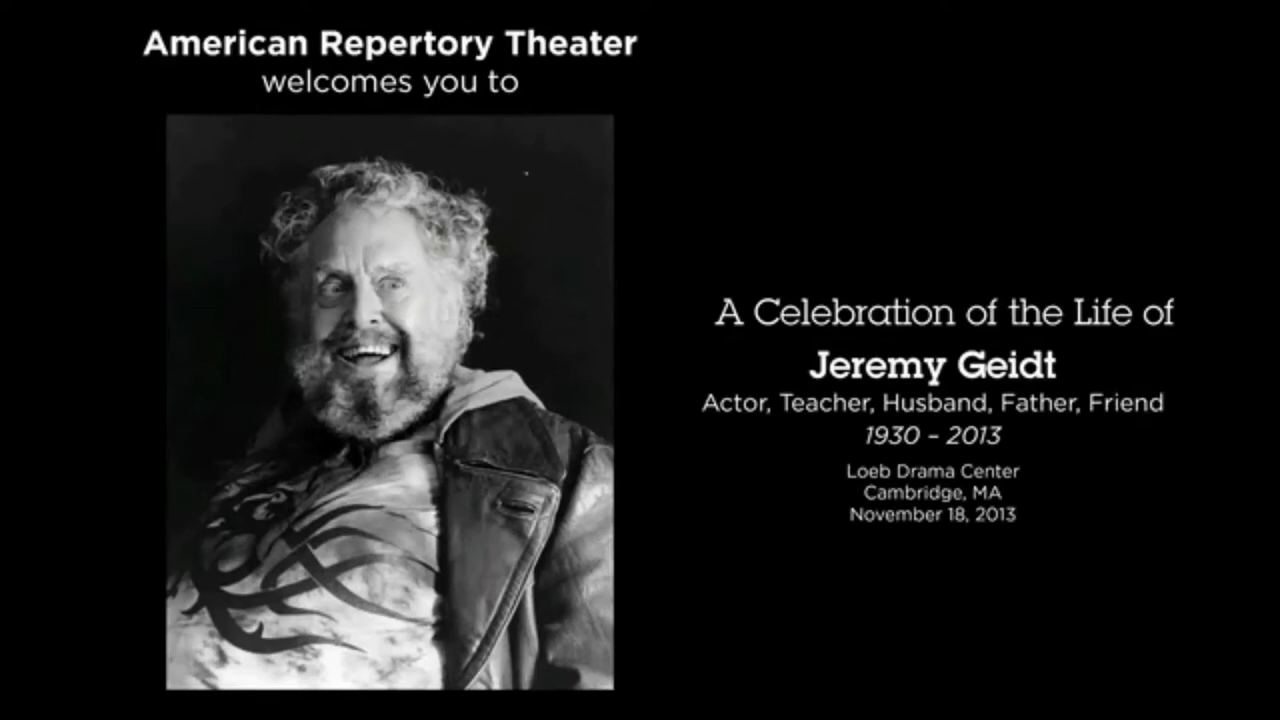 American Repertory Theater
welcomes you to
A Celebration of the Life of
Jeremy Geidt
Actor, Teacher, Husband, Father, Friend
1930 – 2013
Loeb Drama Center
Cambridge, MA
November 18, 2013